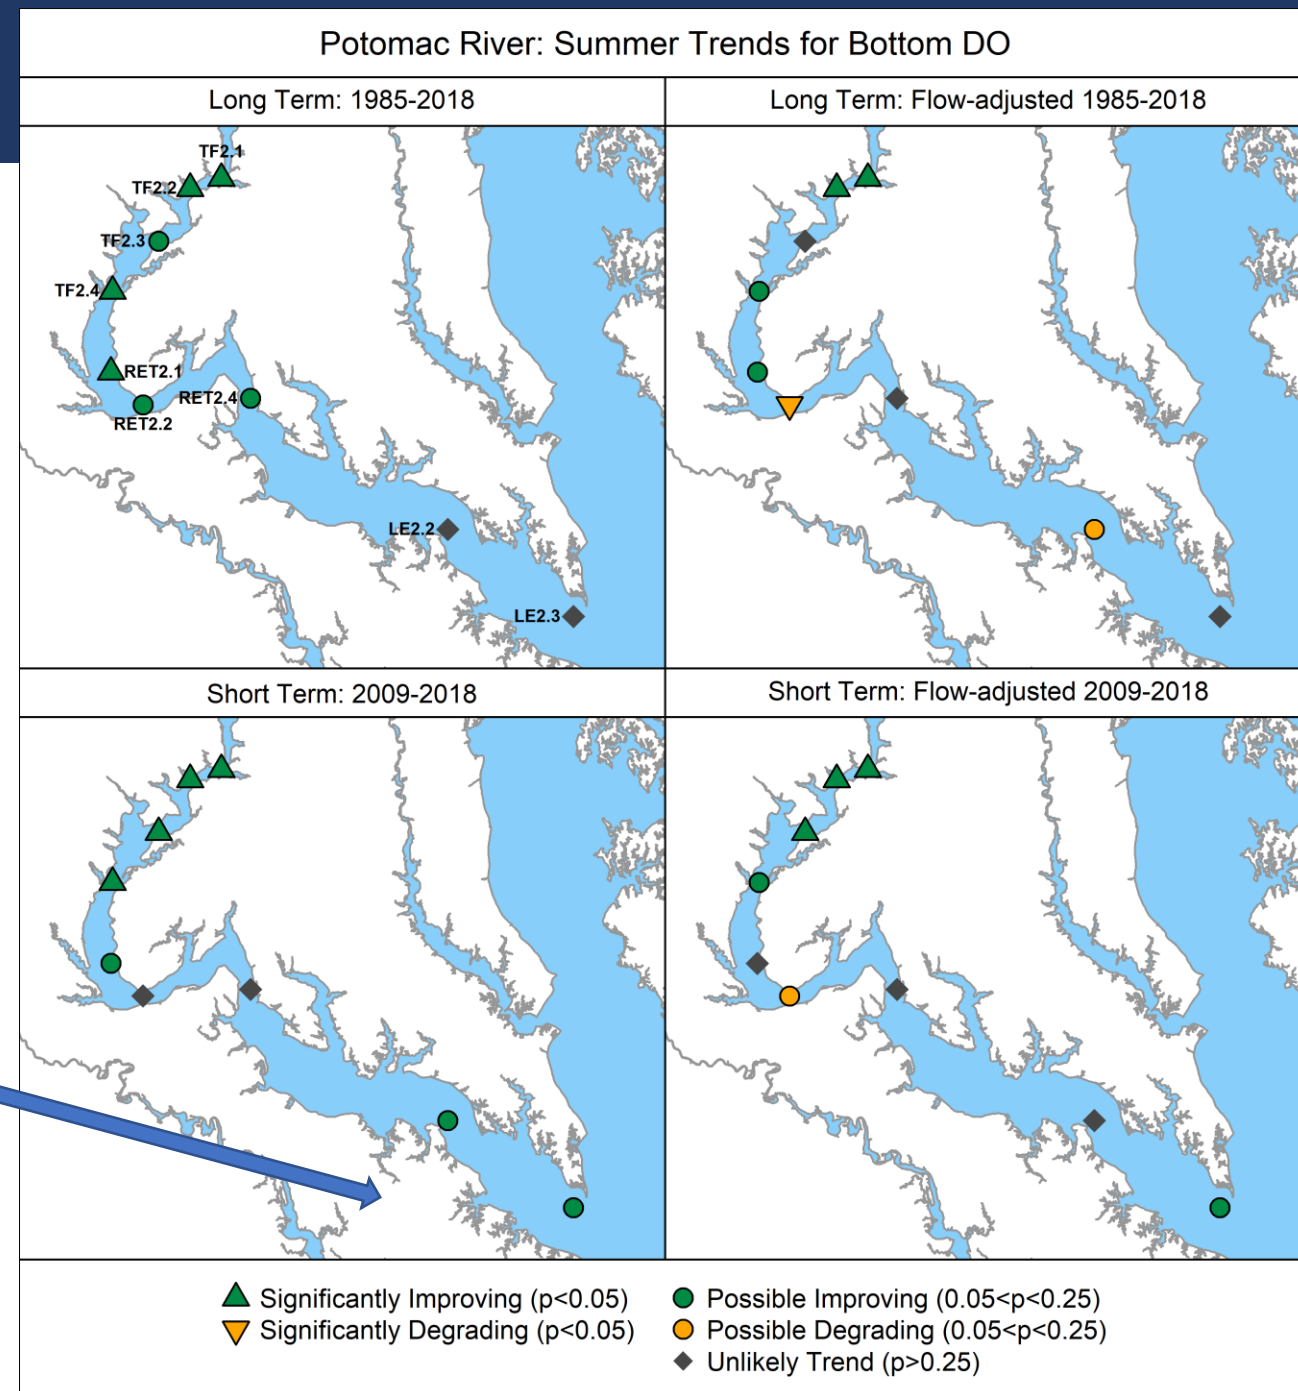 Potomac River: Summer Trends for Bottom DO
Long Term: 1985-2018
Long Term: Flow-adjusted 1985-2018
TF2.1
TF2.2
TF2.3
TF2.4
RET2.1
RET2.4
RET2.2
LE2.2
LE2.3
Short Term: 2009-2018
Short Term: Flow-adjusted 2009-2018
Significantly Improving (p<0.05)
Significantly Degrading (p<0.05)
Possible Improving (0.05<p<0.25)
Possible Degrading (0.05<p<0.25)
Unlikely Trend (p>0.25)